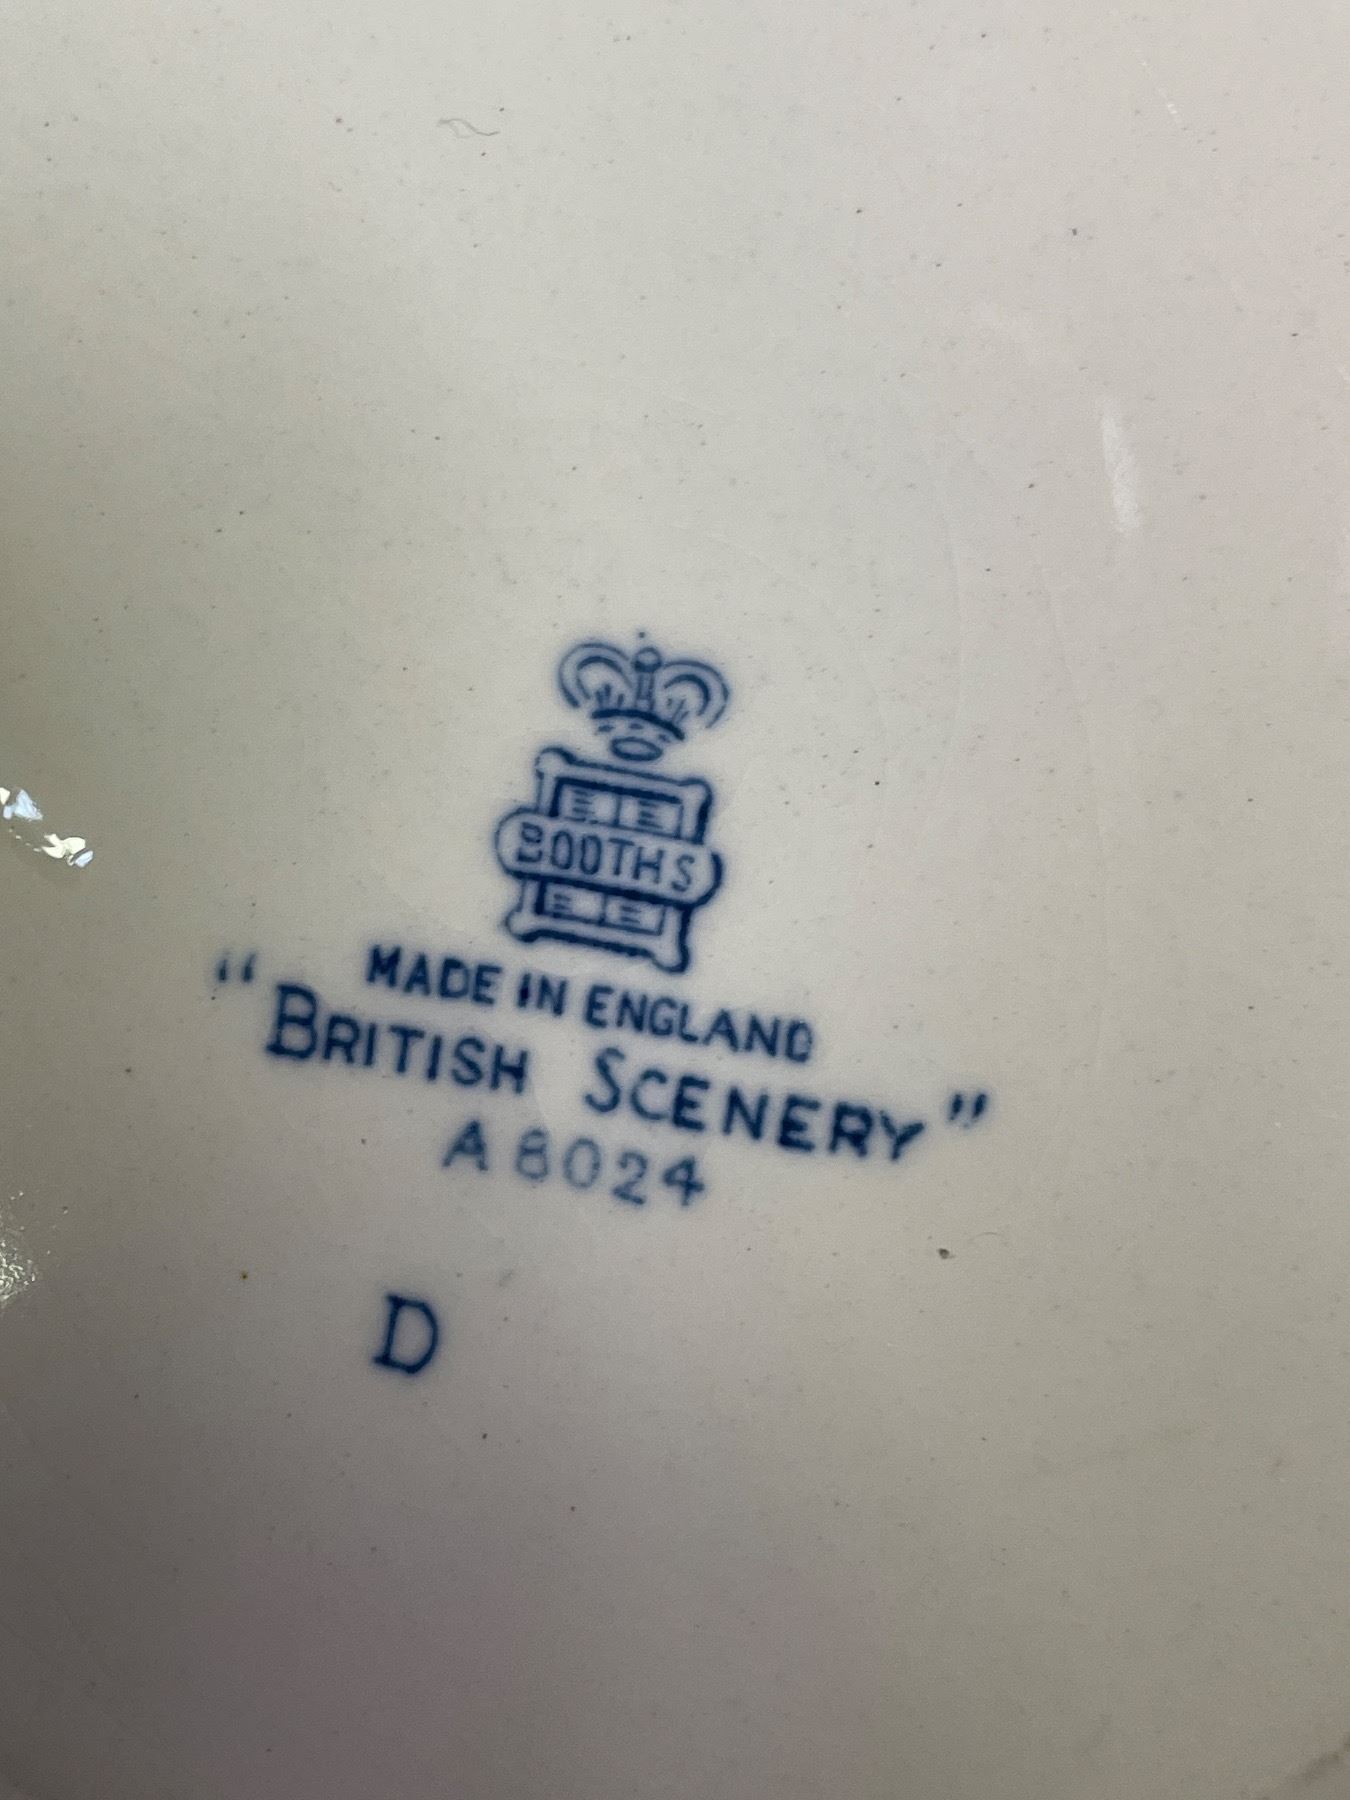 BOOTHS
MADE IN ENGLAND
"BRITISH SCENERY"
A 8024
D